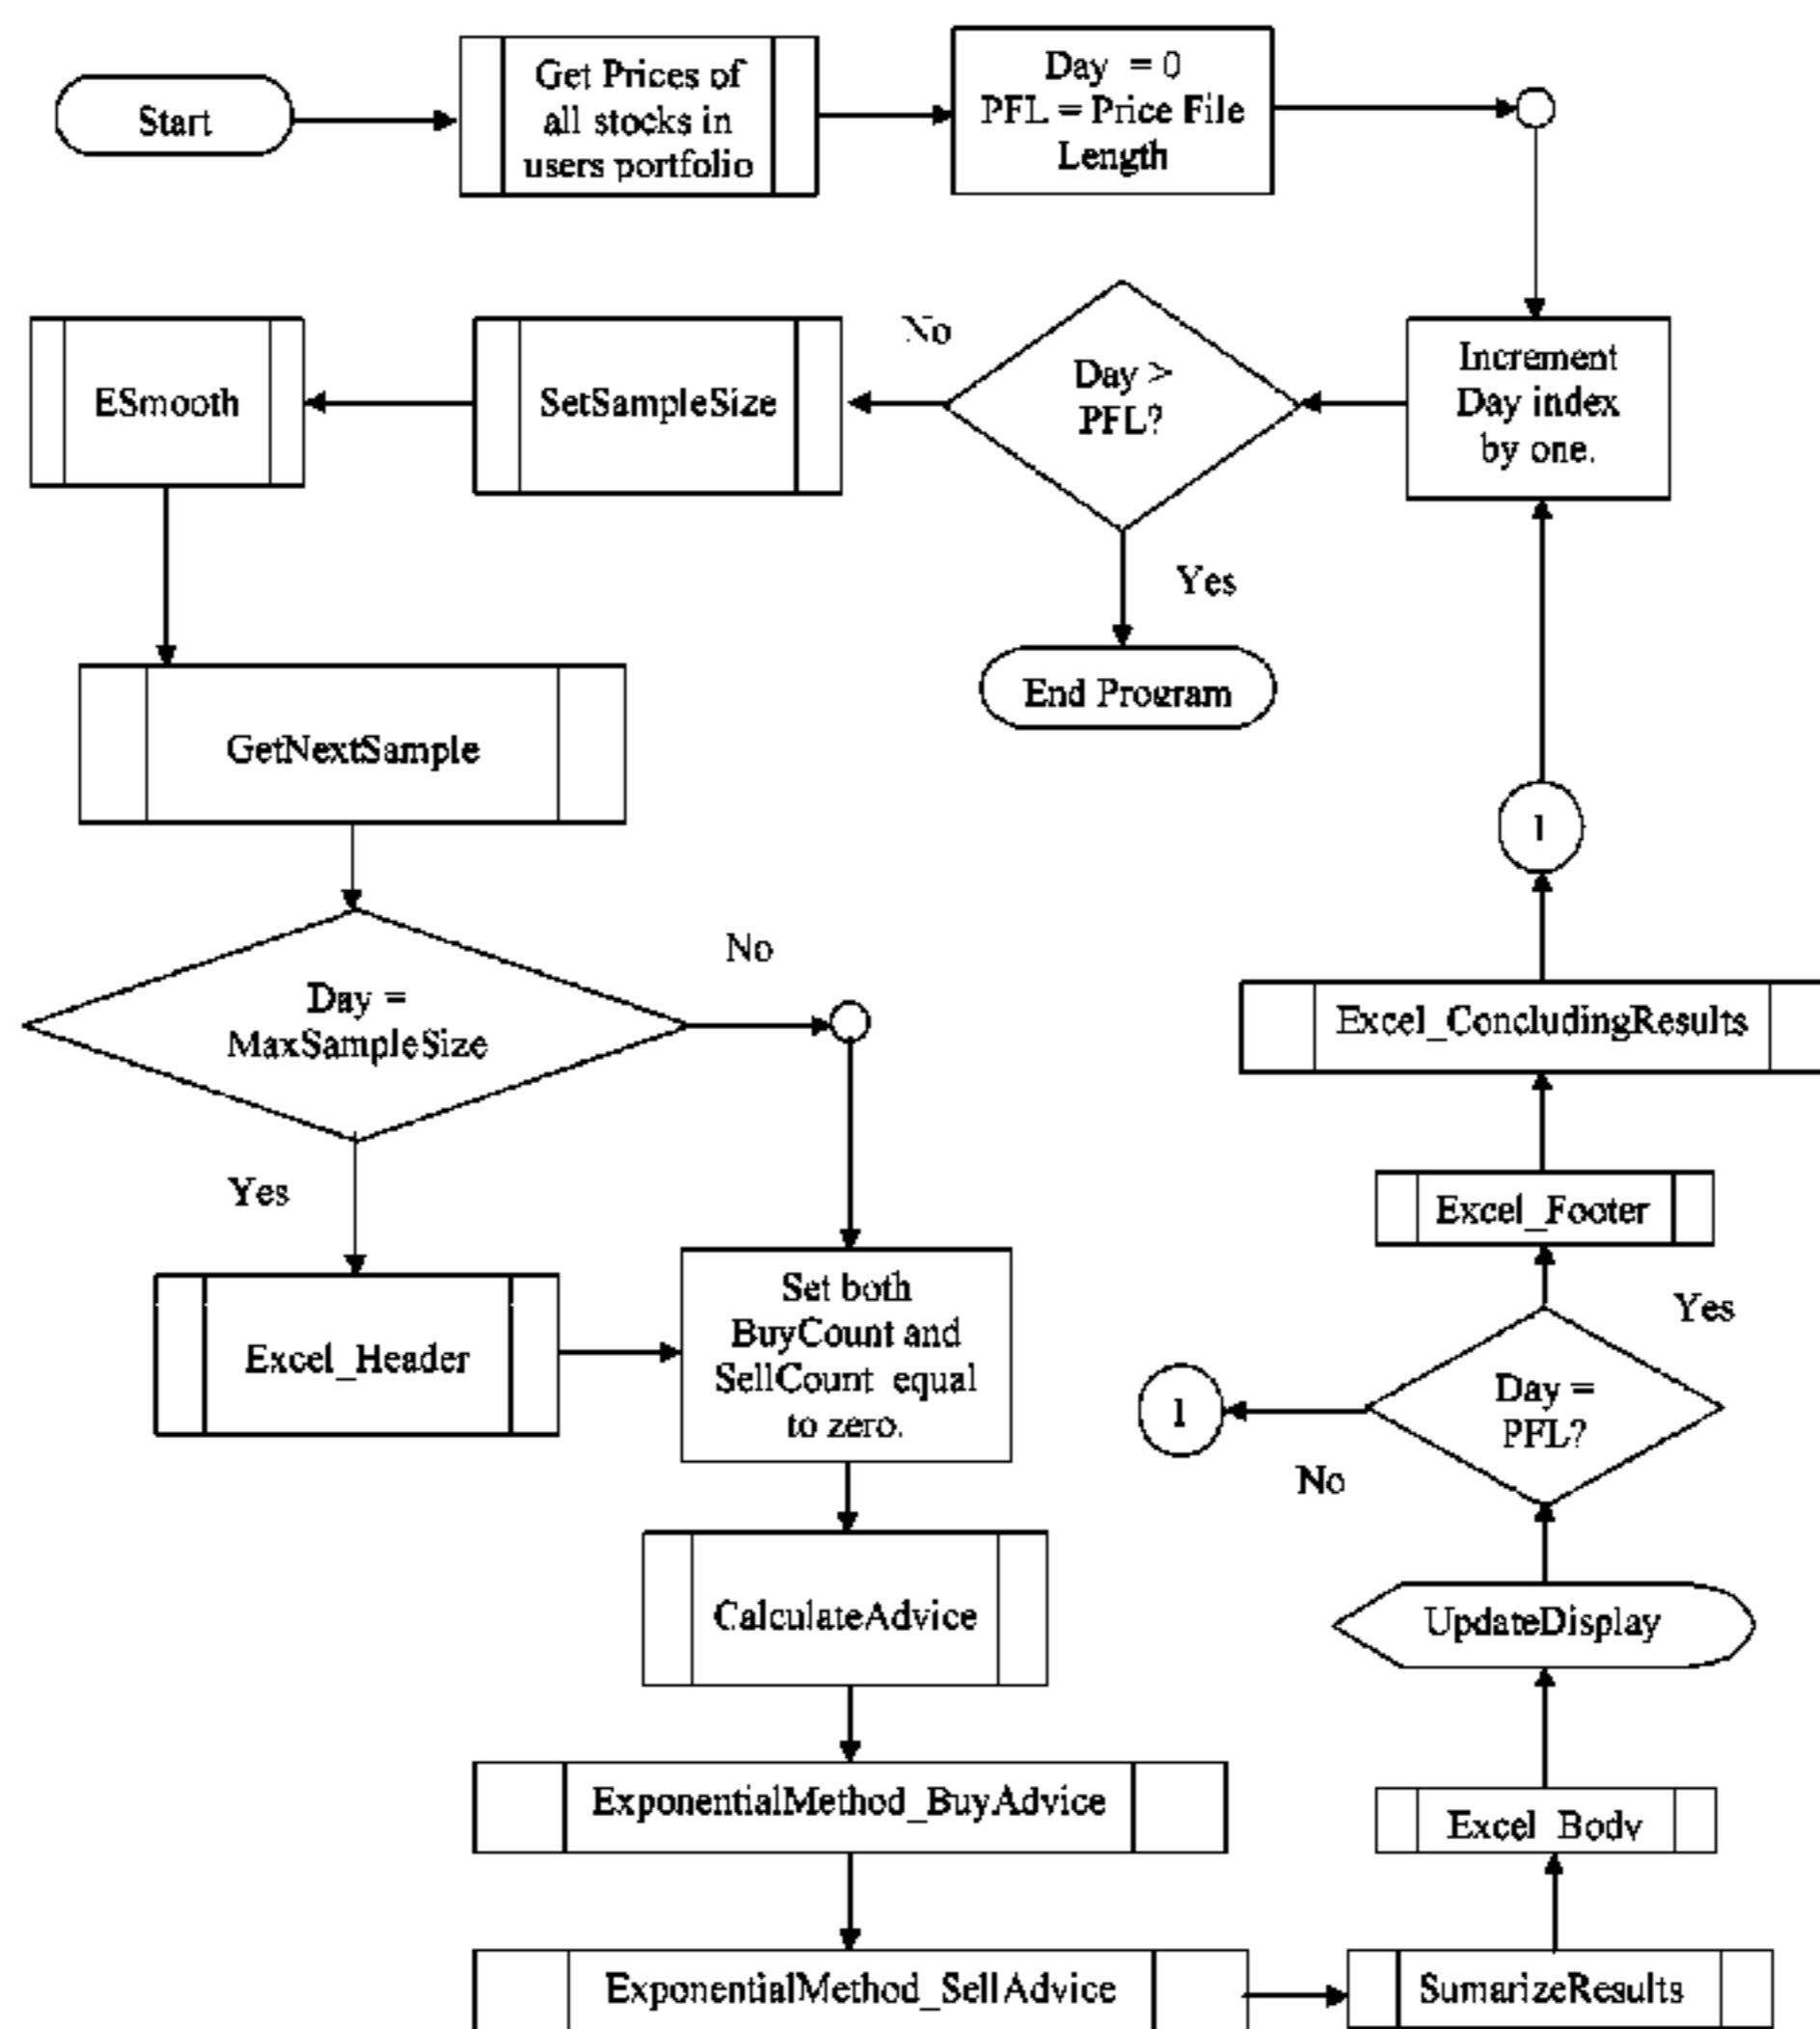 Start
Get Prices of
all stocks in
users portfolio
Day = 0
PFL = Price File
Length
Increment
Day index
by one.
Day >
PFL?
No
Yes
End Program
SetSampleSize
ESmooth
GetNextSample
Day =
MaxSampleSize
No
Yes
Excel_Header
Set both
BuyCount and
SellCount equal
to zero.
CalculateAdvice
ExponentialMethod_BuyAdvice
ExponentialMethod_SellAdvice
SumarizeResults
Excel_Body
UpdateDisplay
Day =
PFL?
No
1
Yes
Excel_Footer
Excel_ConcludingResults
1